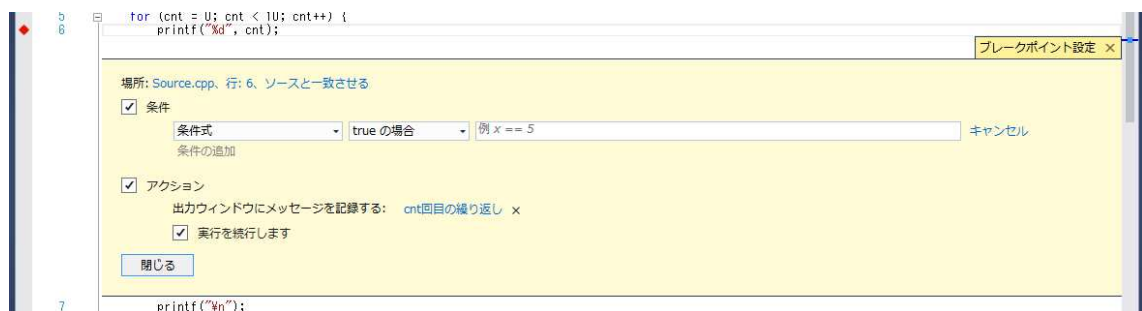 5 for (cnt = 0; cnt < 10; cnt++) {
6 printf("%d", cnt);
ブレークポイント設定 ×
場所: Source.cpp、行: 6、ソースと一致させる
条件
条件式 true の場合 例 x == 5 キャンセル
条件の追加
アクション
出力ウィンドウにメッセージを記録する: cnt回目の繰り返し ×
実行を続行します
閉じる
7 printf("¥n");